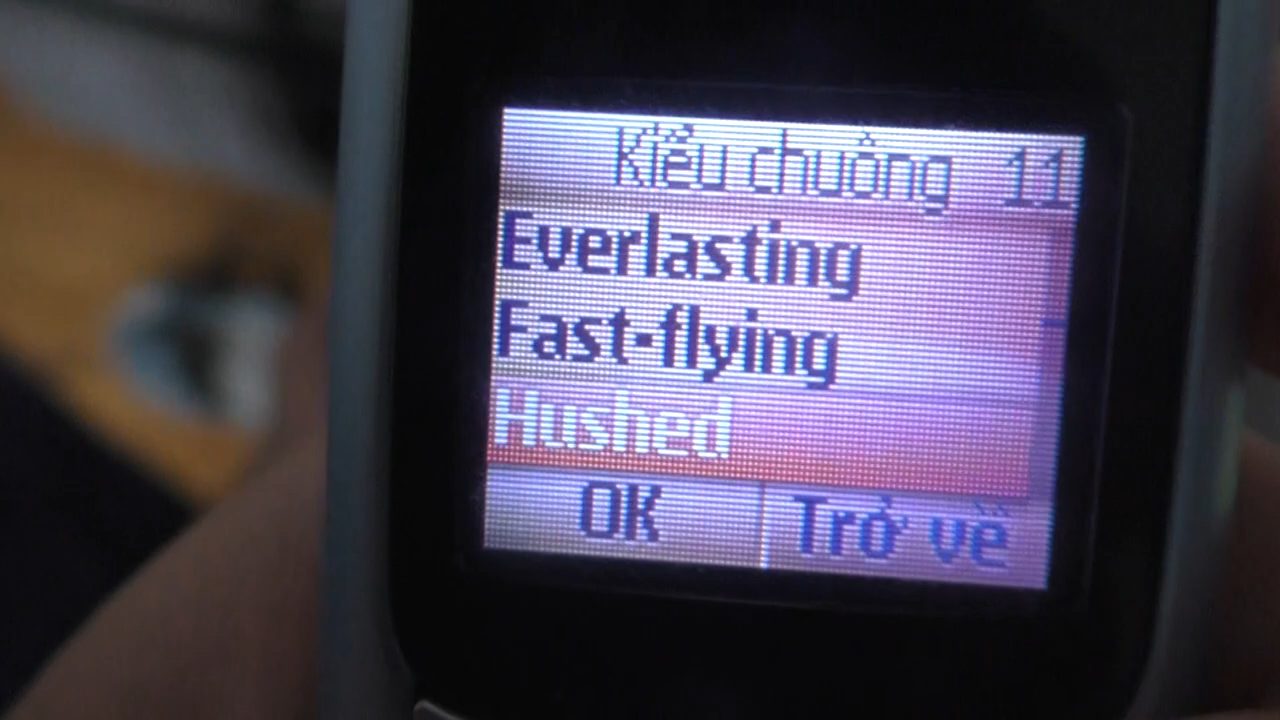 Kiểu chuông 11
Everlasting
Fast-flying
Hushed
OK Trở về